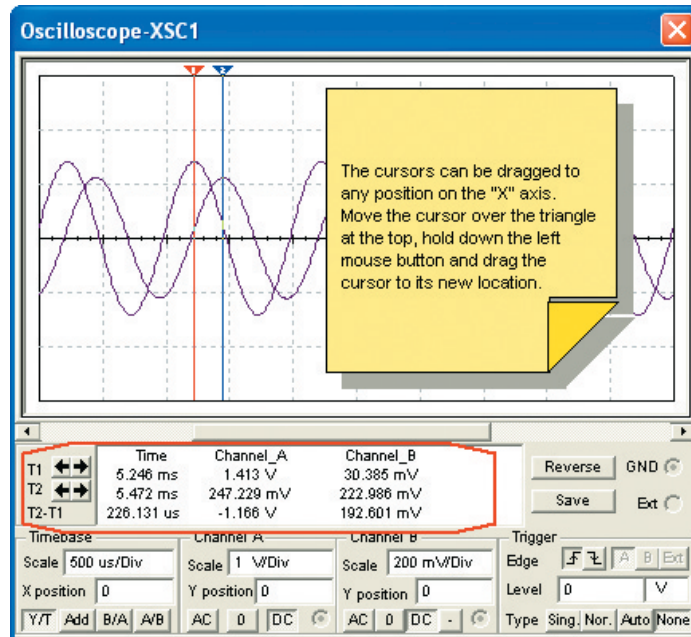 Oscilloscope-XSC1
1 2
The cursors can be dragged to
any position on the "X" axis.
Move the cursor over the triangle
at the top, hold down the left
mouse button and drag the
cursor to its new location.
Time Channel_A Channel_B
T1 5.246 ms 1.413 V 30.385 mV
T2 5.472 ms 247.229 mV 222.986 mV
T2-T1 226.131 us -1.166 V 192.601 mV
Reverse GND
Save Ext
Timebase Channel A Channel B Trigger
Scale 500 us/Div Scale 1 V/Div Scale 200 mV/Div Edge A B Ext
X position 0 Y position 0 Y position 0 Level 0 V
Y/T Add B/A A/B AC 0 DC AC 0 DC - Type Sing. Nor. Auto None